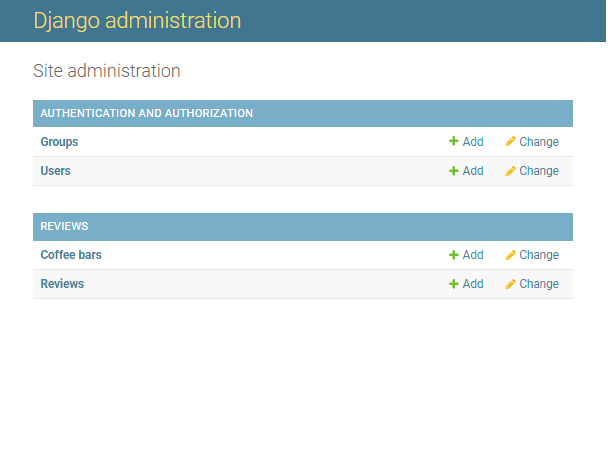 Django administration
Site administration
AUTHENTICATION AND AUTHORIZATION
Groups Add Change
Users Add Change
REVIEWS
Coffee bars Add Change
Reviews Add Change